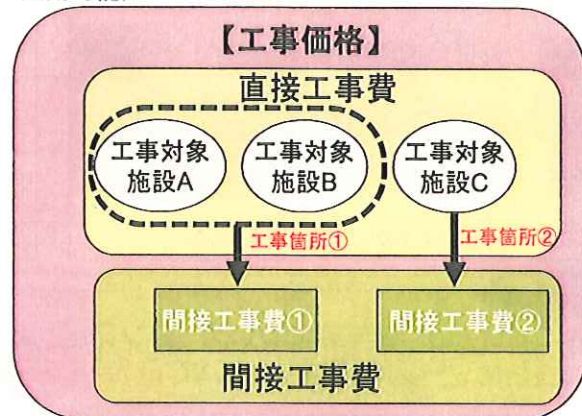 【工事価格】
直接工事費
工事対象
施設A
工事対象
施設B
工事対象
施設C
工事箇所①
工事箇所②
間接工事費①
間接工事費②
間接工事費